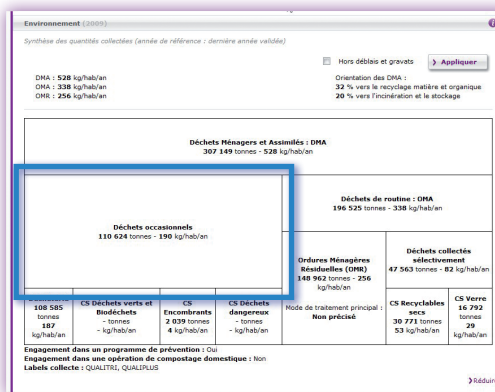 Environnement (2009)
Synthèse des quantités collectées (année de référence : dernière année validée)
Hors déblais et gravats
Appliquer
DMA : 528 kg/hab/an
OMA : 338 kg/hab/an
OMR : 256 kg/hab/an
Orientation des DMA :
32 % vers le recyclage matière et organique
20 % vers l'incinération et le stockage
Déchets Ménagers et Assimilés : DMA
307 149 tonnes - 528 kg/hab/an
Déchets occasionnels
110 624 tonnes - 190 kg/hab/an
Déchets de routine : OMA
196 525 tonnes - 338 kg/hab/an
Ordures Ménagères
Résiduelles (OMR)
148 962 tonnes - 256
kg/hab/an
Mode de traitement principal :
Non précisé
Déchets collectés
sélectivement
47 563 tonnes - 82 kg/hab/an
108 585
tonnes
187
kg/hab/an
CS Déchets verts et
Biodéchets
- tonnes
- kg/hab/an
CS
Encombrants
2 039 tonnes
4 kg/hab/an
CS Déchets
dangereux
- tonnes
- kg/hab/an
CS Recyclables
secs
30 771 tonnes
53 kg/hab/an
CS Verre
16 792
tonnes
29
kg/hab/an
Engagement dans un programme de prévention : Oui
Engagement dans une opération de compostage domestique : Non
Labels collecte : QUALITRI, QUALIPLUS
Réduire